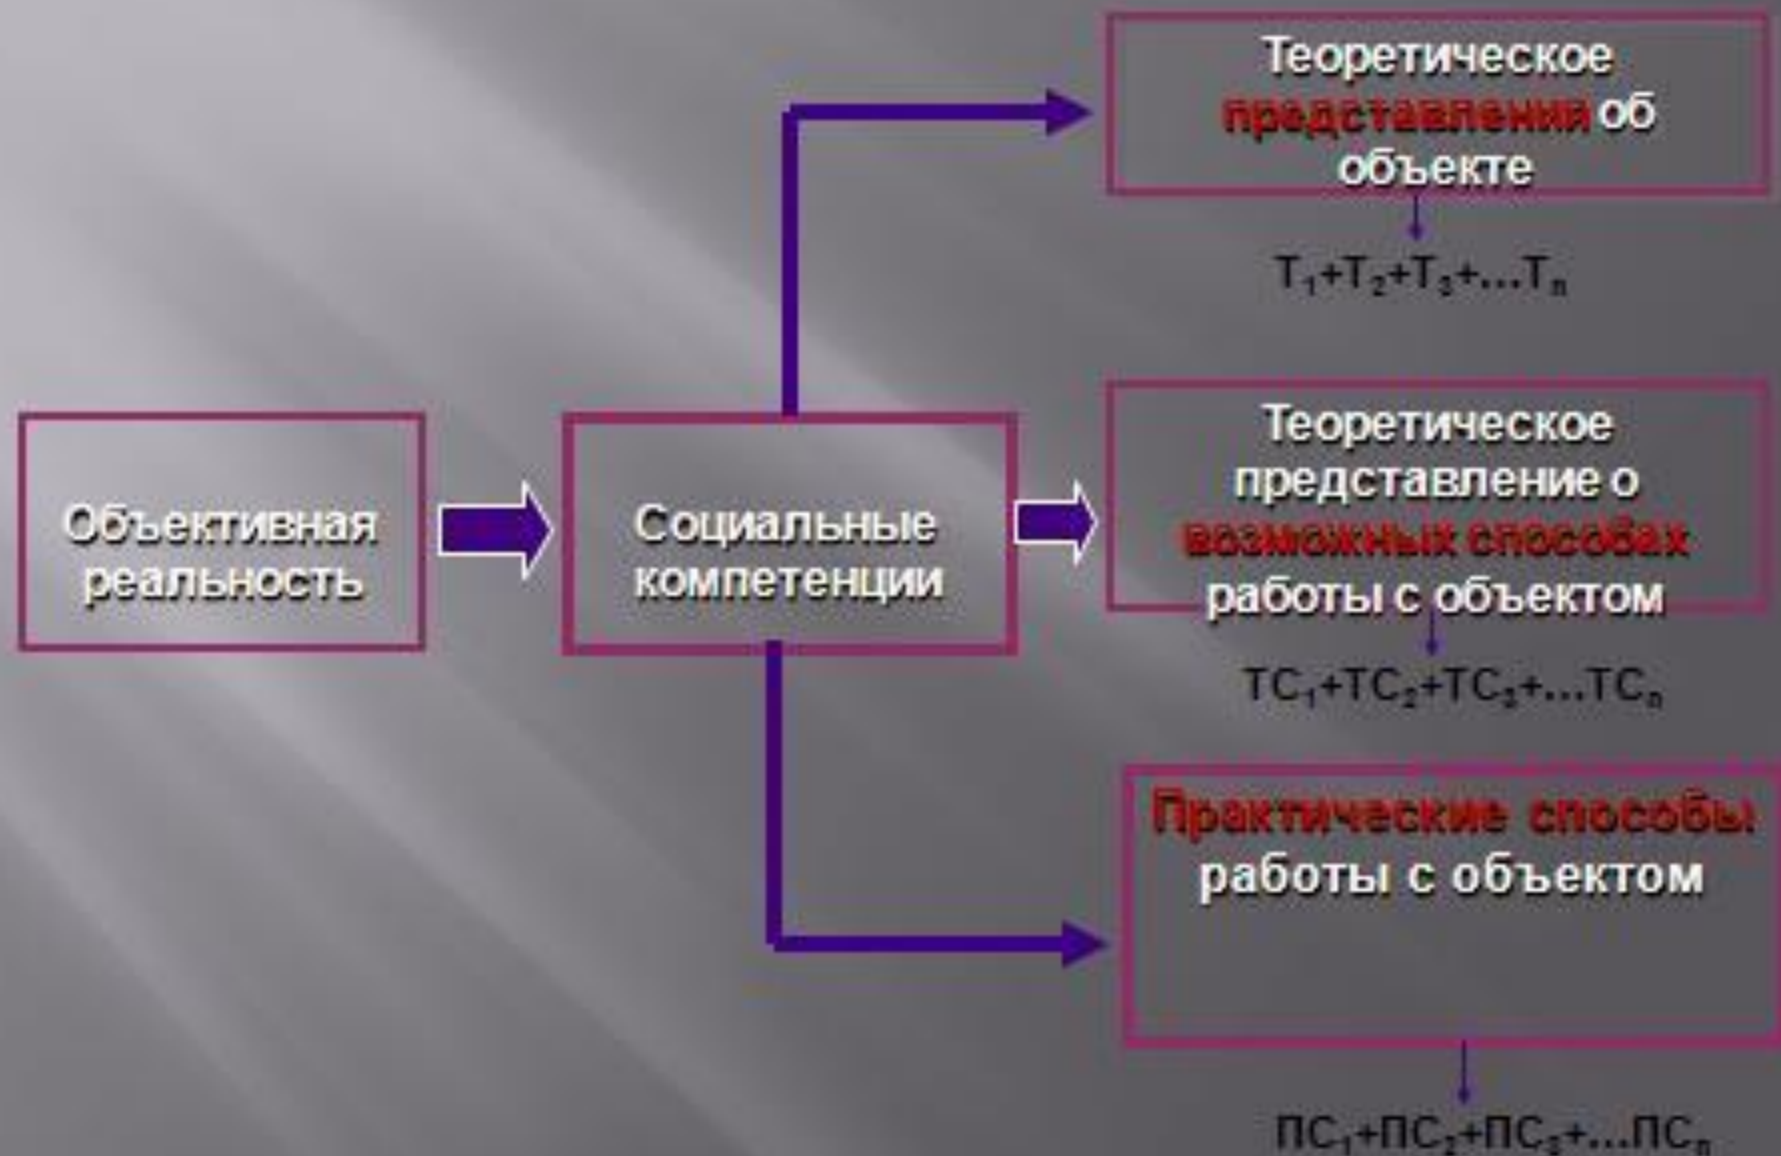 Теоретическое
представления об
объекте
Т₁+Т₂+Т₃+...Тₙ
Объективная
реальность
Социальные
компетенции
Теоретическое
представление о
возможных способах
работы с объектом
ТС₁+ТС₂+ТС₃+...ТСₙ
Практические способы
работы с объектом
ПС₁+ПС₂+ПС₃+...ПСₙ